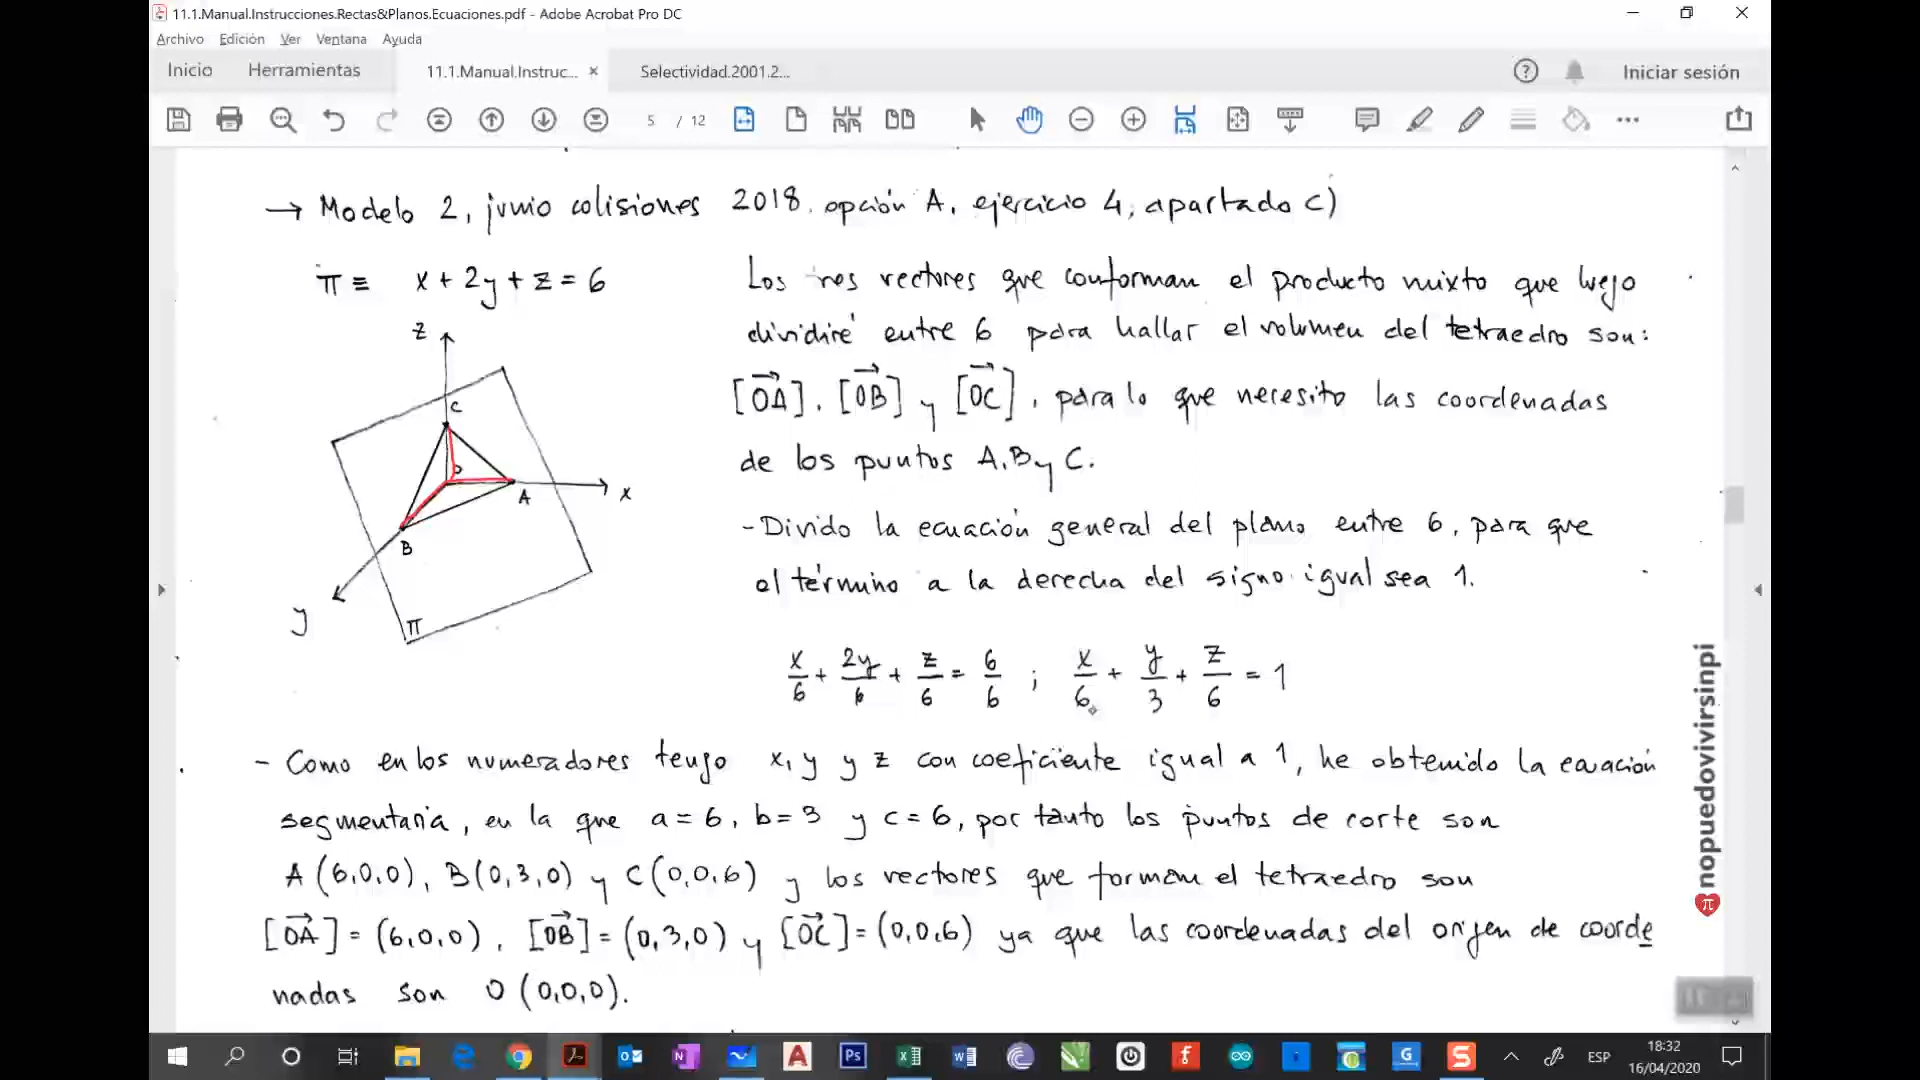 11.1.Manual.Instrucciones.Rectas&Planos.Ecuaciones.pdf - Adobe Acrobat Pro DC
Archivo Edición Ver Ventana Ayuda
Inicio Herramientas 11.1.Manual.Instruc... × Selectividad.2001.2... Iniciar sesión
5 / 12
→ Modelo 2, junio colisiones 2018. opción A, ejercicio 4, apartado c)
π ≡ x + 2y + z = 6
z
C
O
A
x
B
y
π
Los tres vectores que conforman el producto mixto que luego
dividiré entre 6 para hallar el volumen del tetraedro son:
[OA], [OB] y [OC], para lo que necesito las coordenadas
de los puntos A, B y C.
- Divido la ecuación general del plano entre 6, para que
el término a la derecha del signo igual sea 1.
x/6 + 2y/6 + z/6 = 6/6 ; x/6 + y/3 + z/6 = 1
- Como en los numeradores tengo x, y y z con coeficiente igual a 1, he obtenido la ecuación
segmentaria, en la que a = 6, b = 3 y c = 6, por tanto los puntos de corte son
A (6,0,0), B(0,3,0) y C(0,0,6) y los vectores que forman el tetraedro son
[OA] = (6,0,0), [OB] = (0,3,0) y [OC] = (0,0,6) ya que las coordenadas del origen de coorde
nadas son O (0,0,0).
nopuedovivirsinpi
π
ESP
18:32
16/04/2020